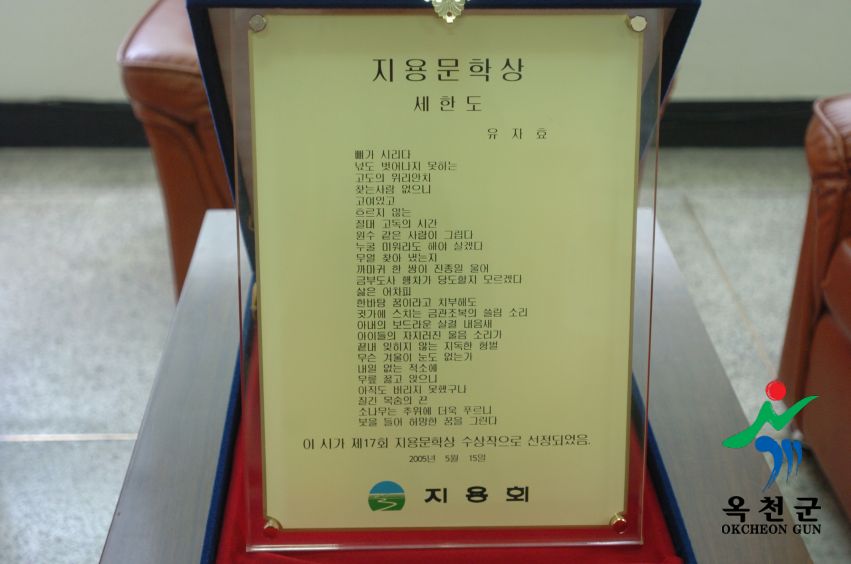 지용문학상
세한도
유자효
뼈가 시리다
넋도 벗어나지 못하는
고도의 위리안치
찾는사람 없으니
고여있고
흐르지 않는
절대 고독의 시간
원수 같은 사람이 그립다
누굴 미워라도 해야 살겠다
무얼 찾아 냈는지
까마귀 한 쌍이 진종일 울어
금부도사 행차가 당도할지 모르겠다
삶은 어차피
한바탕 꿈이라고 치부해도
귓가에 스치는 금관조복의 쓸림 소리
아내의 보드라운 살결 내음새
아이들의 자지러진 울음 소리가
끝내 잊히지 않는 지독한 형벌
무슨 겨울이 눈도 없는가
내일 없는 적소에
무릎 꿇고 앉으니
아직도 버리지 못했구나
질긴 목숨의 끈
소나무는 추위에 더욱 푸르니
붓을 들어 허망한 꿈을 그린다
이 시가 제17회 지용문학상 수상작으로 선정되었음.
2005년 5월 15일
지용회
옥천군
OKCHEON GUN